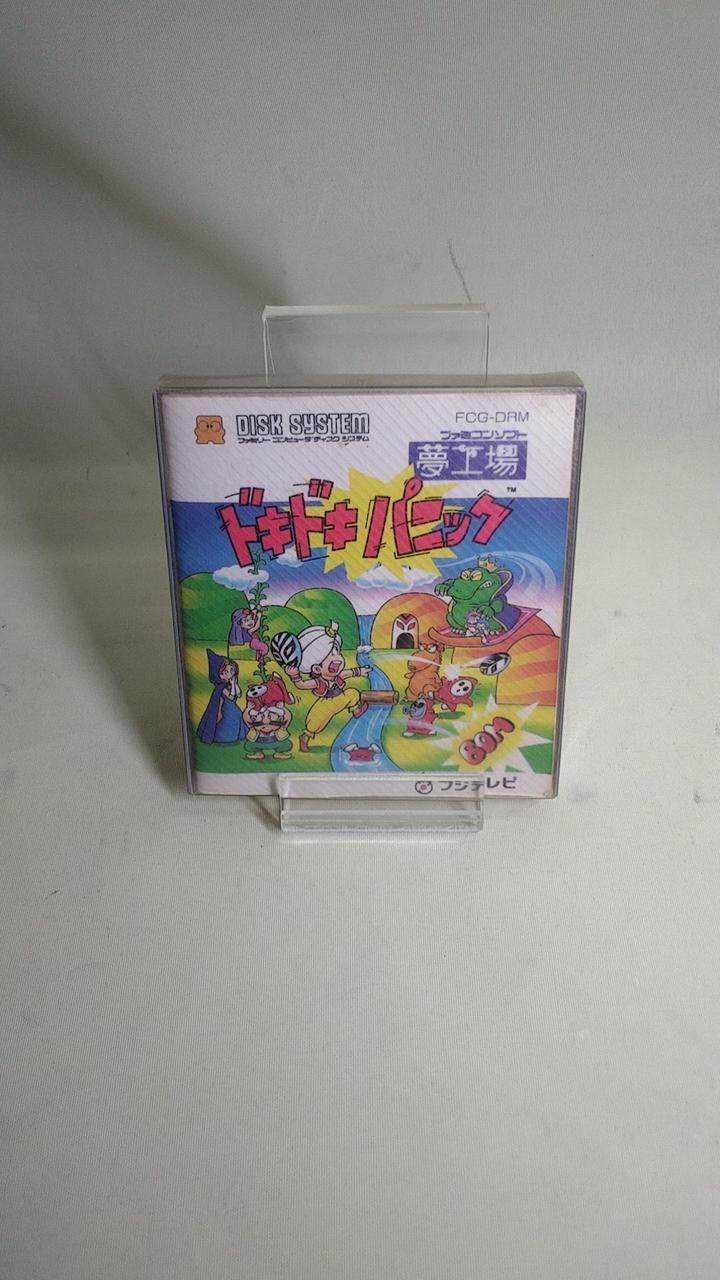 DISK SYSTEM
ファミリー コンピュータ ディスク システム
FCG-DRM
ファミコンソフト
夢工場
ドキドキパニック
™
BOM
フジテレビ